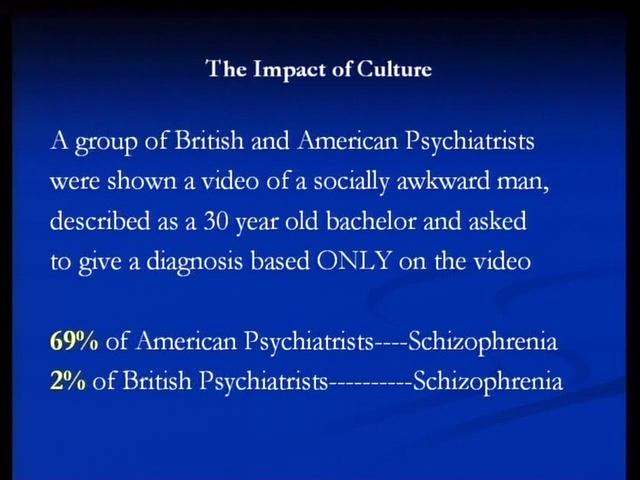 The Impact of Culture
A group of British and American Psychiatrists
were shown a video of a socially awkward man,
described as a 30 year old bachelor and asked
to give a diagnosis based ONLY on the video
69% of American Psychiatrists----Schizophrenia
2% of British Psychiatrists----------Schizophrenia